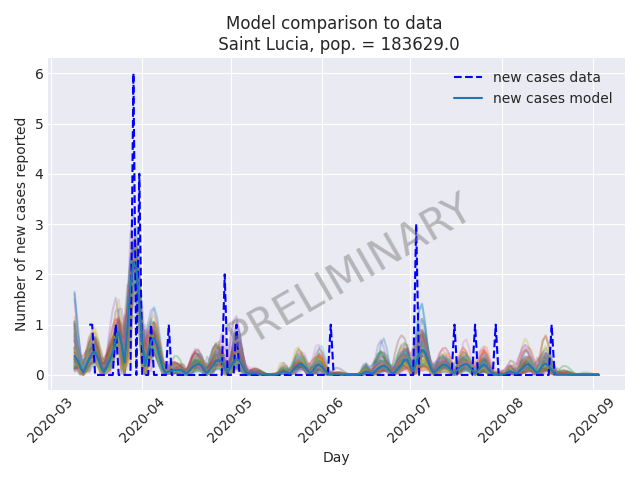 Model comparison to data
Saint Lucia, pop. = 183629.0
new cases data
new cases model
PRELIMINARY
Number of new cases reported
6
5
4
3
2
1
0
2020-03
2020-04
2020-05
2020-06
2020-07
2020-08
2020-09
Day